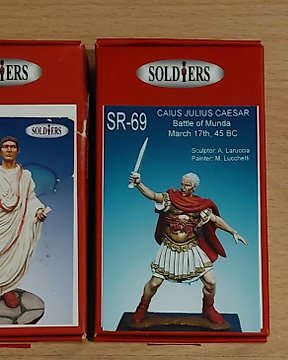 SOLDIERS
SOLDIERS
SOLDIERS
SR-69
CAIUS JULIUS CAESAR
Battle of Munda
March 17th, 45 BC
Sculptor: A. Laruccia
Painter: M. Lucchetti